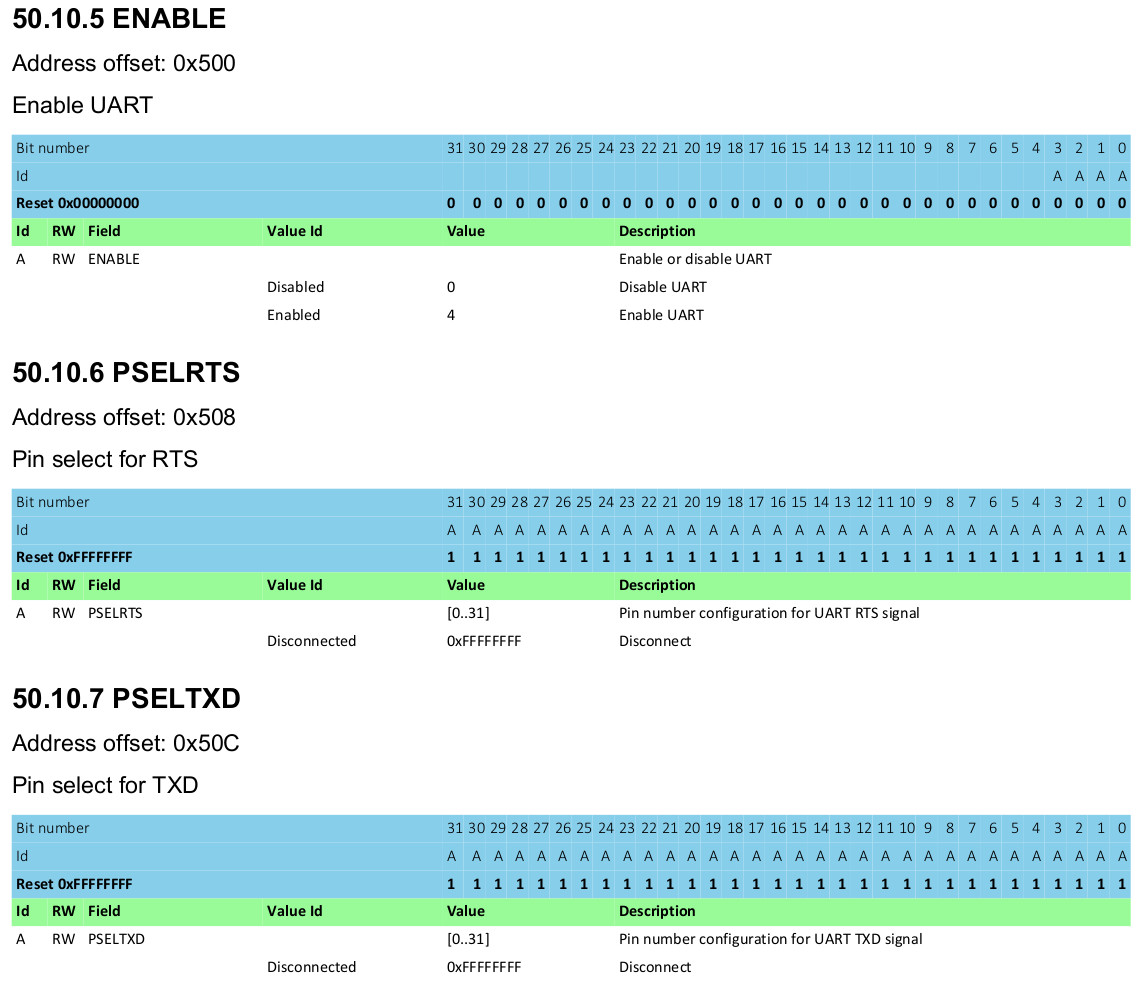 50.10.5 ENABLE
Address offset: 0x500
Enable UART
Bit number 31 30 29 28 27 26 25 24 23 22 21 20 19 18 17 16 15 14 13 12 11 10 9 8 7 6 5 4 3 2 1 0
Id A A A A
Reset 0x00000000 0 0 0 0 0 0 0 0 0 0 0 0 0 0 0 0 0 0 0 0 0 0 0 0 0 0 0 0 0 0 0 0
Id RW Field Value Id Value Description
A RW ENABLE Enable or disable UART
Disabled 0 Disable UART
Enabled 4 Enable UART
50.10.6 PSELRTS
Address offset: 0x508
Pin select for RTS
Bit number 31 30 29 28 27 26 25 24 23 22 21 20 19 18 17 16 15 14 13 12 11 10 9 8 7 6 5 4 3 2 1 0
Id A A A A A A A A A A A A A A A A A A A A A A A A A A A A A A A A
Reset 0xFFFFFFFF 1 1 1 1 1 1 1 1 1 1 1 1 1 1 1 1 1 1 1 1 1 1 1 1 1 1 1 1 1 1 1 1
Id RW Field Value Id Value Description
A RW PSELRTS [0..31] Pin number configuration for UART RTS signal
Disconnected 0xFFFFFFFF Disconnect
50.10.7 PSELTXD
Address offset: 0x50C
Pin select for TXD
Bit number 31 30 29 28 27 26 25 24 23 22 21 20 19 18 17 16 15 14 13 12 11 10 9 8 7 6 5 4 3 2 1 0
Id A A A A A A A A A A A A A A A A A A A A A A A A A A A A A A A A
Reset 0xFFFFFFFF 1 1 1 1 1 1 1 1 1 1 1 1 1 1 1 1 1 1 1 1 1 1 1 1 1 1 1 1 1 1 1 1
Id RW Field Value Id Value Description
A RW PSELTXD [0..31] Pin number configuration for UART TXD signal
Disconnected 0xFFFFFFFF Disconnect